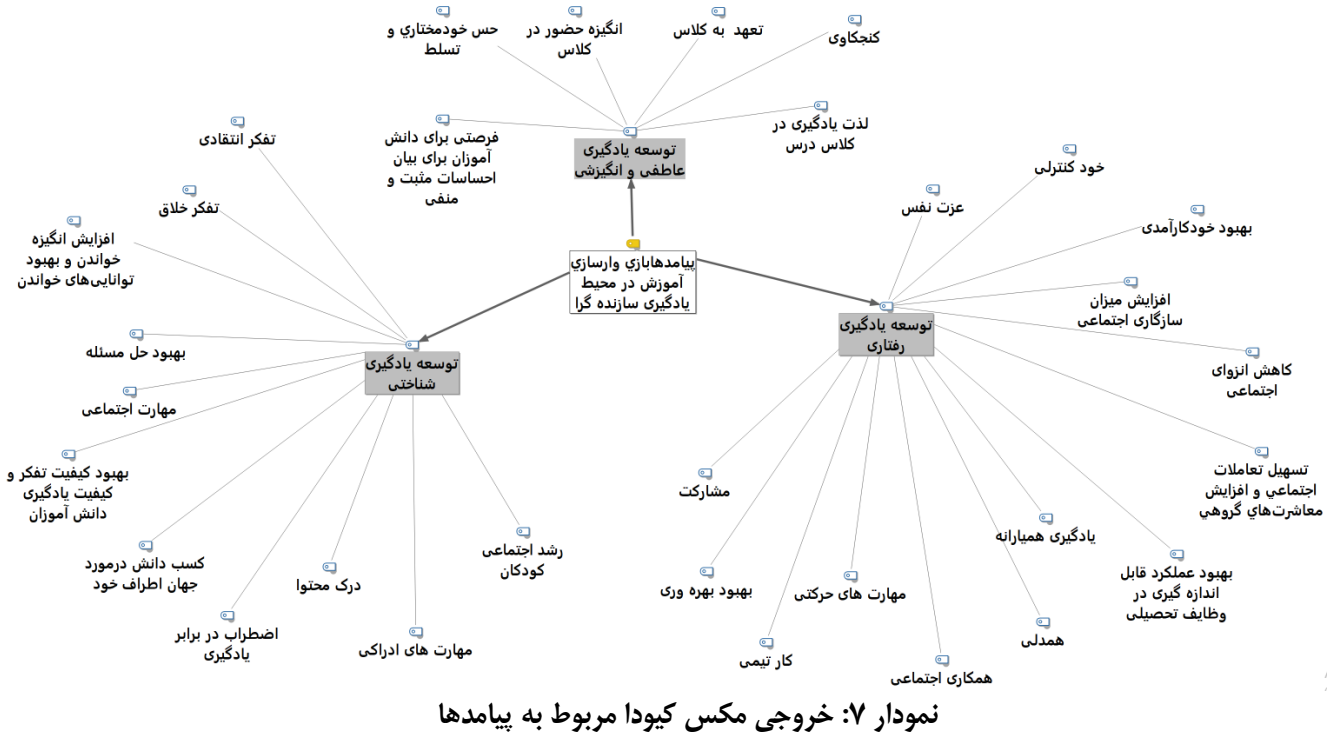 حس خودمختاري و
تسلط
انگیزه حضور در
کلاس
تعهد به کلاس
کنجکاوی
فرصتی برای دانش
آموزان برای بیان
احساسات مثبت و
منفی
توسعه یادگیری
عاطفی و انگیزشی
لذت یادگیری در
کلاس درس
پیامدهابازي وارسازي
آموزش در محیط
یادگیری سازنده گرا
تفکر انتقادی
تفکر خلاق
افزایش انگیزه
خواندن و بهبود
توانایی‌های خواندن
بهبود حل مسئله
مهارت اجتماعی
بهبود کیفیت تفکر و
کیفیت یادگیری
دانش آموزان
کسب دانش درمورد
جهان اطراف خود
اضطراب در برابر
یادگیری
درک محتوا
مهارت های ادراکی
رشد اجتماعی
کودکان
توسعه یادگیری
شناختی
خود کنترلی
عزت نفس
بهبود خودکارآمدی
افزایش میزان
سازگاری اجتماعی
توسعه یادگیری
رفتاری
کاهش انزوای
اجتماعی
تسهیل تعاملات
اجتماعي و افزایش
معاشرت‌هاي گروهي
بهبود عملکرد قابل
اندازه گیری در
وظایف تحصیلی
یادگیری همیارانه
همدلی
همکاری اجتماعی
مهارت های حرکتی
کار تیمی
بهبود بهره وری
مشارکت
نمودار ۷: خروجی مکس کیودا مربوط به پیامدها